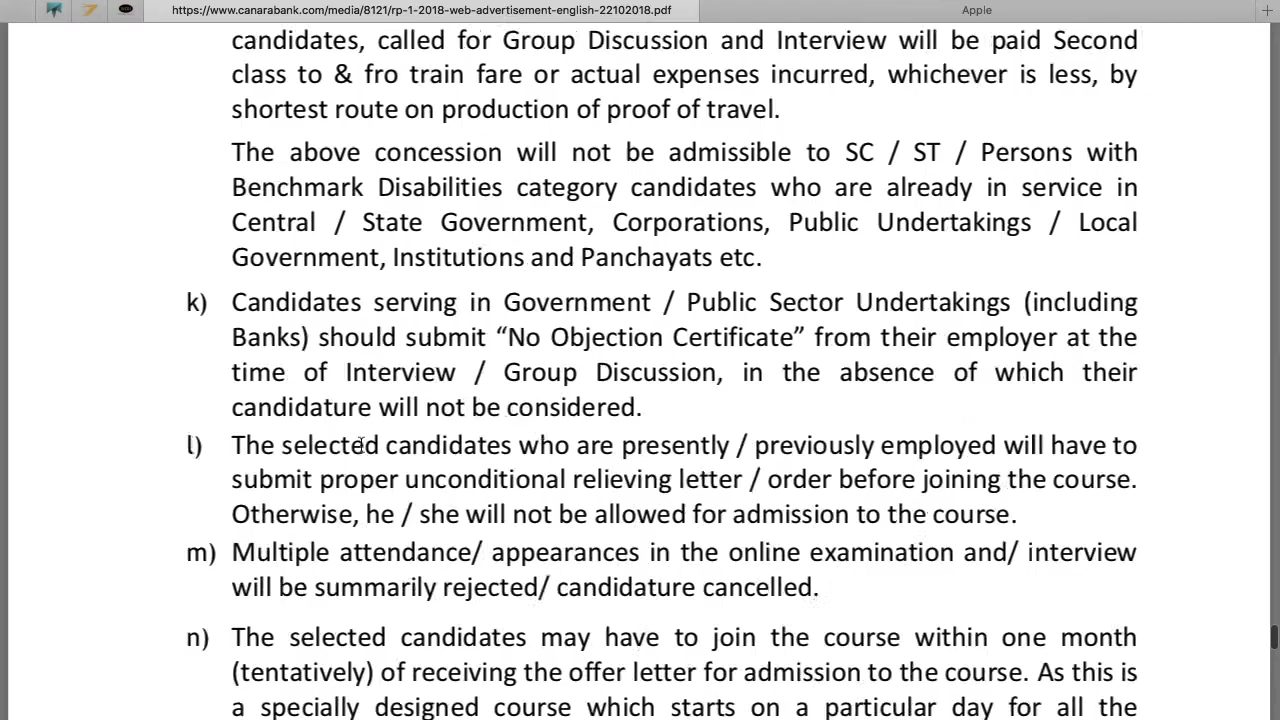 https://www.canarabank.com/media/8121/rp-1-2018-web-advertisement-english-22102018.pdf
Apple
candidates, called for Group Discussion and Interview will be paid Second
class to & fro train fare or actual expenses incurred, whichever is less, by
shortest route on production of proof of travel.
The above concession will not be admissible to SC / ST / Persons with
Benchmark Disabilities category candidates who are already in service in
Central / State Government, Corporations, Public Undertakings / Local
Government, Institutions and Panchayats etc.
k) Candidates serving in Government / Public Sector Undertakings (including
Banks) should submit “No Objection Certificate” from their employer at the
time of Interview / Group Discussion, in the absence of which their
candidature will not be considered.
l) The selected candidates who are presently / previously employed will have to
submit proper unconditional relieving letter / order before joining the course.
Otherwise, he / she will not be allowed for admission to the course.
m) Multiple attendance/ appearances in the online examination and/ interview
will be summarily rejected/ candidature cancelled.
n) The selected candidates may have to join the course within one month
(tentatively) of receiving the offer letter for admission to the course. As this is
a specially designed course which starts on a particular day for all the